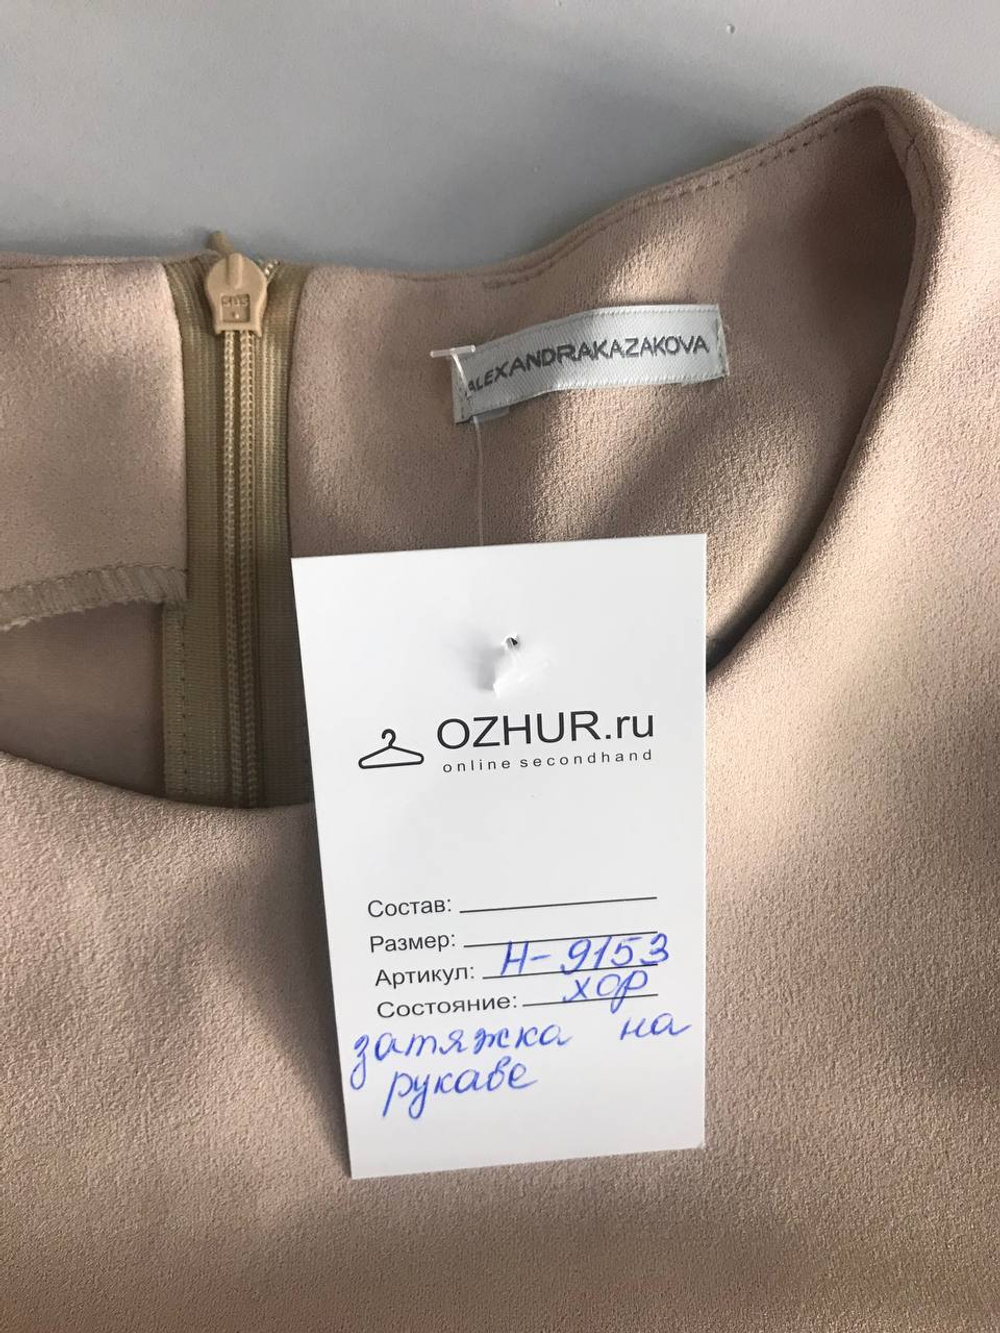 ALEXANDRAKAZAKOVA
OZHUR.ru
online secondhand
Состав:
Размер:
Артикул: Н-9153
Состояние: хор
затяжка на
рукаве